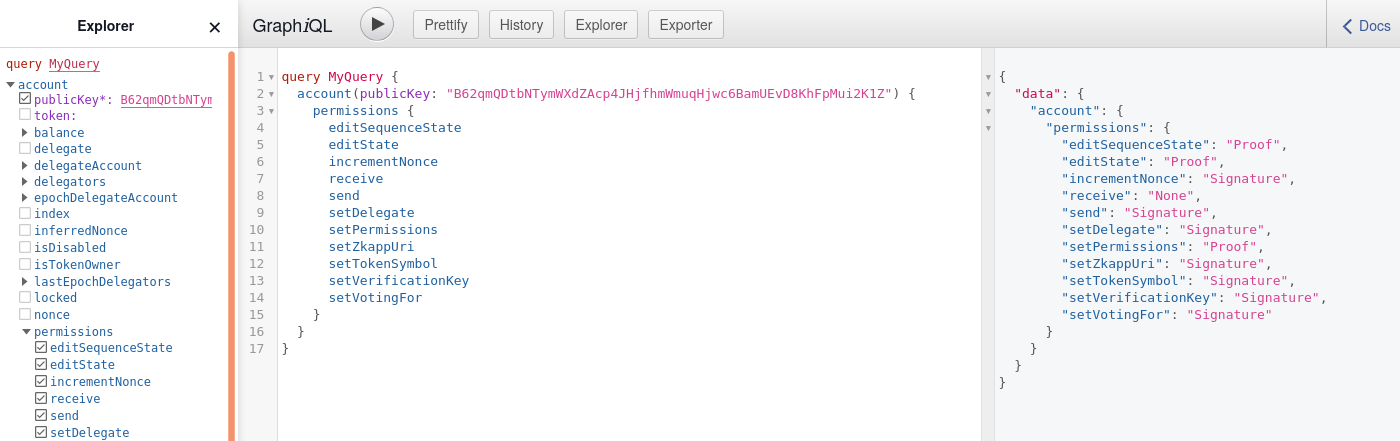 Explorer ✕
query MyQuery
account
publicKey*: B62qmQDtbNTym
token:
balance
delegate
delegateAccount
delegators
epochDelegateAccount
index
inferredNonce
isDisabled
isTokenOwner
lastEpochDelegators
locked
nonce
permissions
editSequenceState
editState
incrementNonce
receive
send
setDelegate
GraphiQL
Prettify
History
Explorer
Exporter
Docs
1 query MyQuery {
2 account(publicKey: "B62qmQDtbNTymWXdZAcp4JHjfhmWmuqHjwc6BamUEvD8KhFpMui2K1Z") {
3 permissions {
4 editSequenceState
5 editState
6 incrementNonce
7 receive
8 send
9 setDelegate
10 setPermissions
11 setZkappUri
12 setTokenSymbol
13 setVerificationKey
14 setVotingFor
15 }
16 }
17 }
{
"data": {
"account": {
"permissions": {
"editSequenceState": "Proof",
"editState": "Proof",
"incrementNonce": "Signature",
"receive": "None",
"send": "Signature",
"setDelegate": "Signature",
"setPermissions": "Proof",
"setZkappUri": "Signature",
"setTokenSymbol": "Signature",
"setVerificationKey": "Signature",
"setVotingFor": "Signature"
}
}
}
}